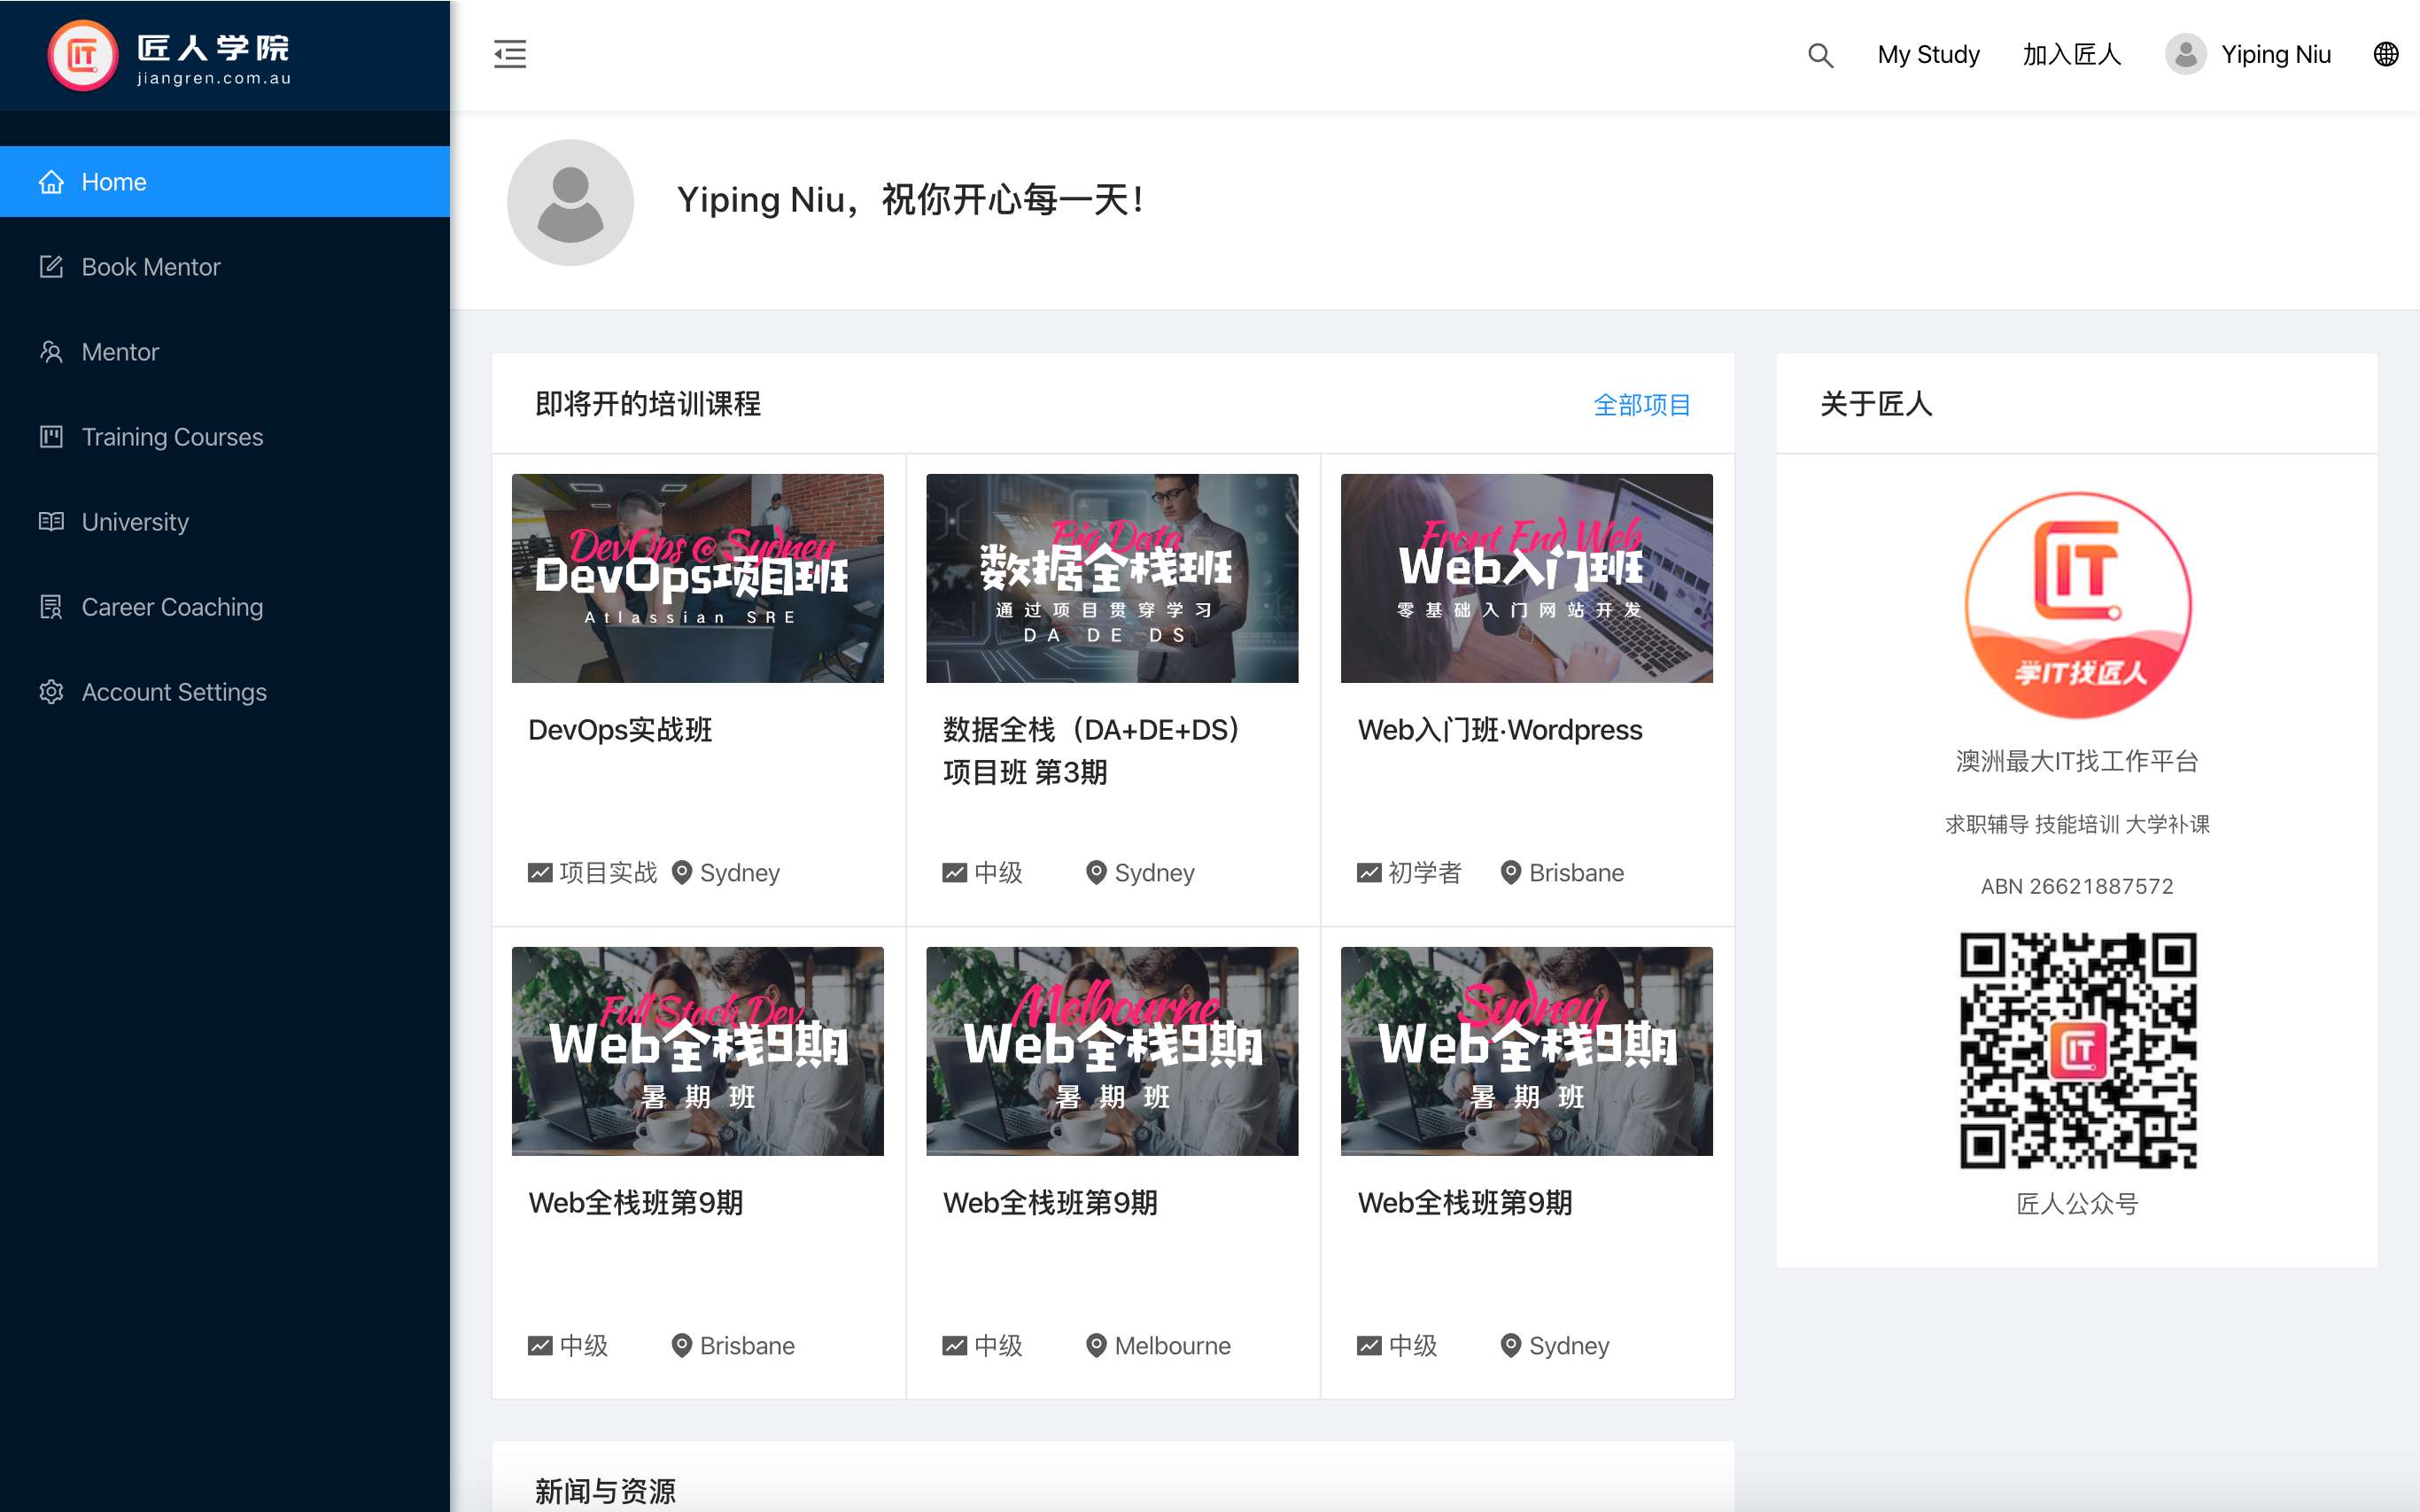 匠人学院
jiangren.com.au
My Study
加入匠人
Yiping Niu
Home
Book Mentor
Mentor
Training Courses
University
Career Coaching
Account Settings
Yiping Niu，祝你开心每一天！
即将开的培训课程
全部项目
DevOps @ Sydney
DevOps项目班
Atlassian SRE
DevOps实战班
项目实战
Sydney
Big Data
数据全栈班
通过项目贯穿学习
DA DE DS
数据全栈（DA+DE+DS）
项目班 第3期
中级
Sydney
Front End Web
Web入门班
零基础入门网站开发
Web入门班·Wordpress
初学者
Brisbane
Full Stack Dev
Web全栈9期
暑期班
Web全栈班第9期
中级
Brisbane
Melbourne
Web全栈9期
暑期班
Web全栈班第9期
中级
Melbourne
Sydney
Web全栈9期
暑期班
Web全栈班第9期
中级
Sydney
关于匠人
匠IT
学IT找匠人
澳洲最大IT找工作平台
求职辅导 技能培训 大学补课
ABN 26621887572
匠人公众号
新闻与资源